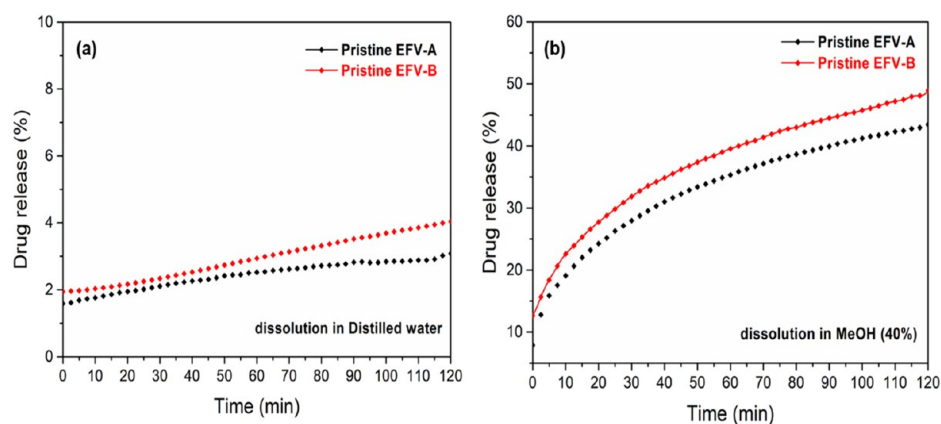 (a)
Pristine EFV-A
Pristine EFV-B
10
8
6
4
2
0
Drug release (%)
dissolution in Distilled water
0 10 20 30 40 50 60 70 80 90 100 110 120
Time (min)
(b)
Pristine EFV-A
Pristine EFV-B
60
50
40
30
20
10
Drug release (%)
dissolution in MeOH (40%)
0 10 20 30 40 50 60 70 80 90 100 110 120
Time (min)